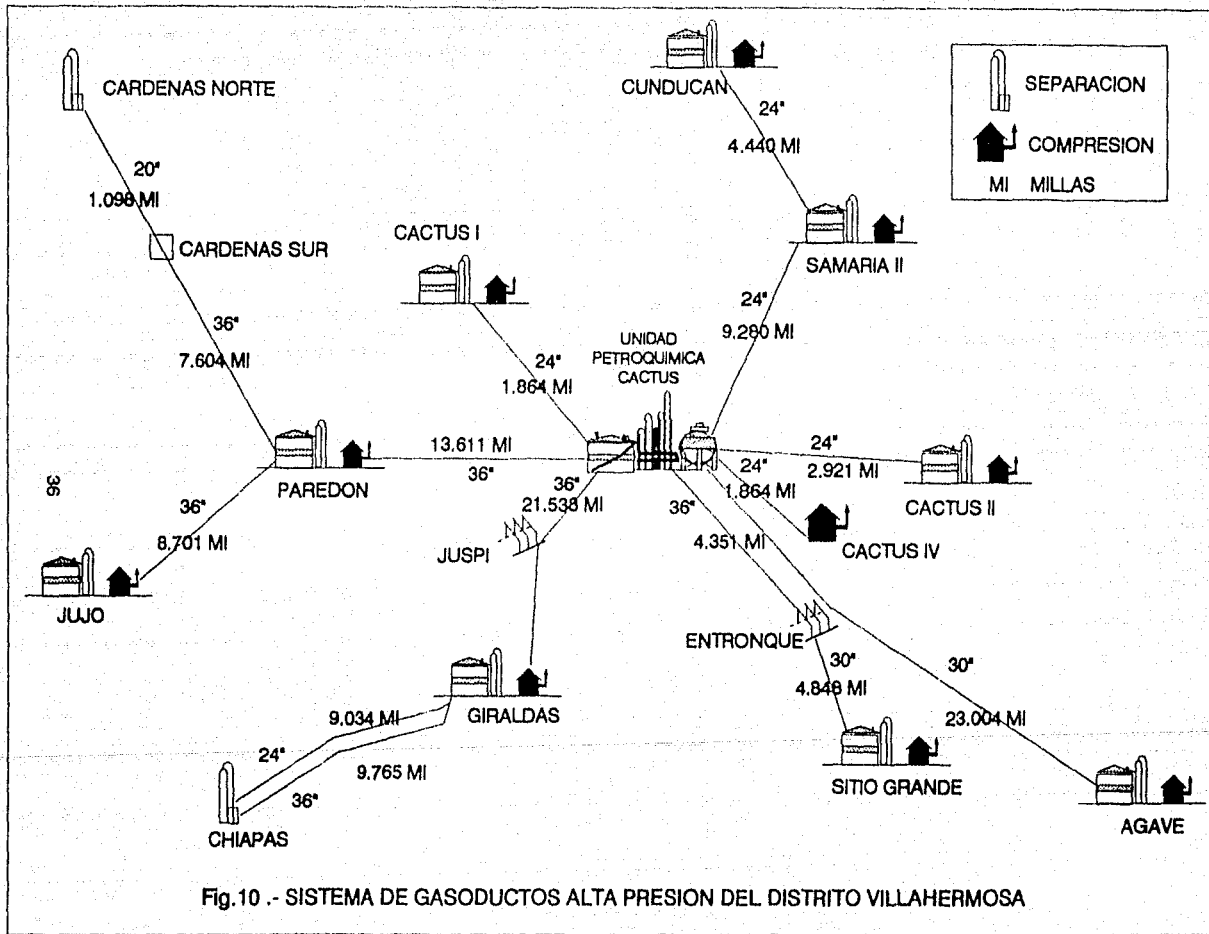 CARDENAS NORTE
20"
1.098 MI
CARDENAS SUR
36"
7.604 MI
CACTUS I
24"
1.864 MI
CUNDUCAN
24"
4.440 MI
SAMARIA II
24"
9.280 MI
SEPARACION
COMPRESION
MI MILLAS
UNIDAD
PETROQUIMICA
CACTUS
PAREDON
13.611 MI
36"
36"
8.701 MI
JUJO
36"
21.538 MI
JUSPI
24"
2.921 MI
CACTUS II
24"
1.864 MI
CACTUS IV
36"
4.351 MI
ENTRONQUE
30"
4.848 MI
SITIO GRANDE
30"
23.004 MI
AGAVE
GIRALDAS
9.034 MI
24"
9.765 MI
36"
CHIAPAS
36
Fig.10 .- SISTEMA DE GASODUCTOS ALTA PRESION DEL DISTRITO VILLAHERMOSA